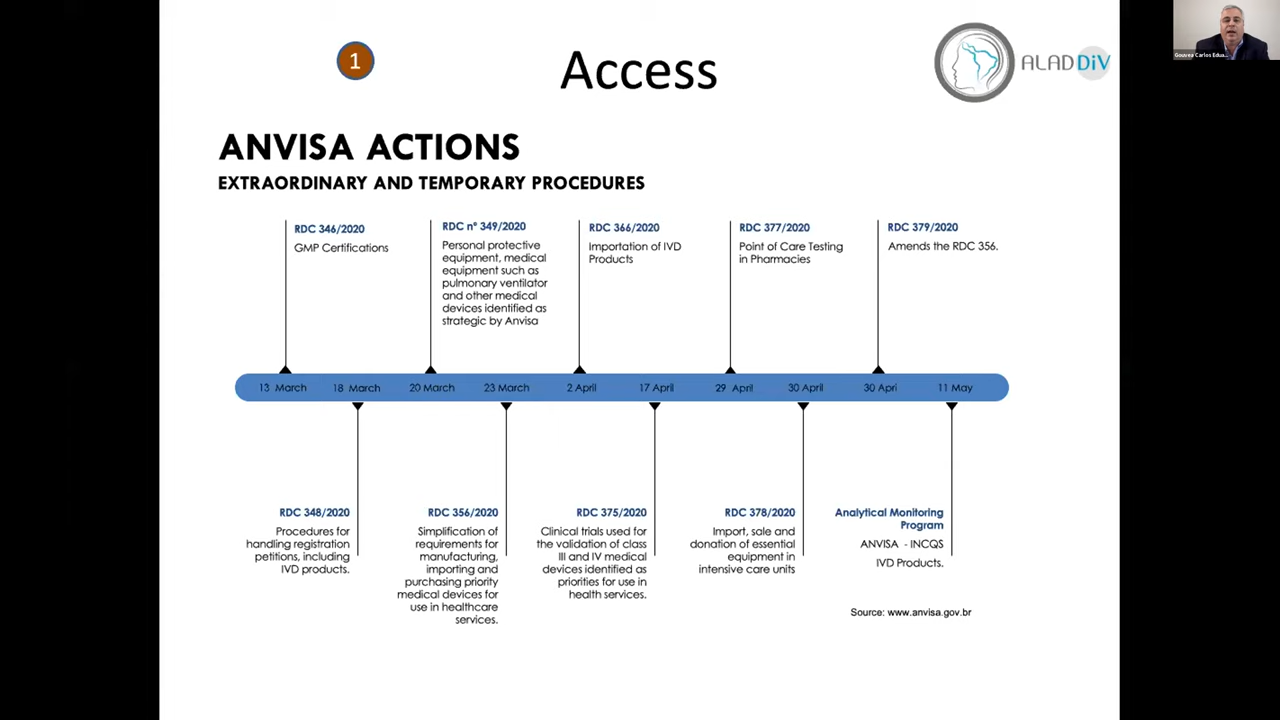 1
Access
ALADDiV
Gouvea Carlos Edua...
ANVISA ACTIONS
EXTRAORDINARY AND TEMPORARY PROCEDURES
RDC 346/2020
GMP Certifications
RDC nº 349/2020
Personal protective
equipment, medical
equipment such as
pulmonary ventilator
and other medical
devices identified as
strategic by Anvisa
RDC 366/2020
Importation of IVD
Products
RDC 377/2020
Point of Care Testing
in Pharmacies
RDC 379/2020
Amends the RDC 356.
13 March
18 March
20 March
23 March
2 April
17 April
29 April
30 April
30 Apri
11 May
RDC 348/2020
Procedures for
handling registration
petitions, including
IVD products.
RDC 356/2020
Simplification of
requirements for
manufacturing,
importing and
purchasing priority
medical devices for
use in healthcare
services.
RDC 375/2020
Clinical trials used for
the validation of class
III and IV medical
devices identified as
priorities for use in
health services.
RDC 378/2020
Import, sale and
donation of essential
equipment in
intensive care units
Analytical Monitoring
Program
ANVISA - INCQS
IVD Products.
Source: www.anvisa.gov.br